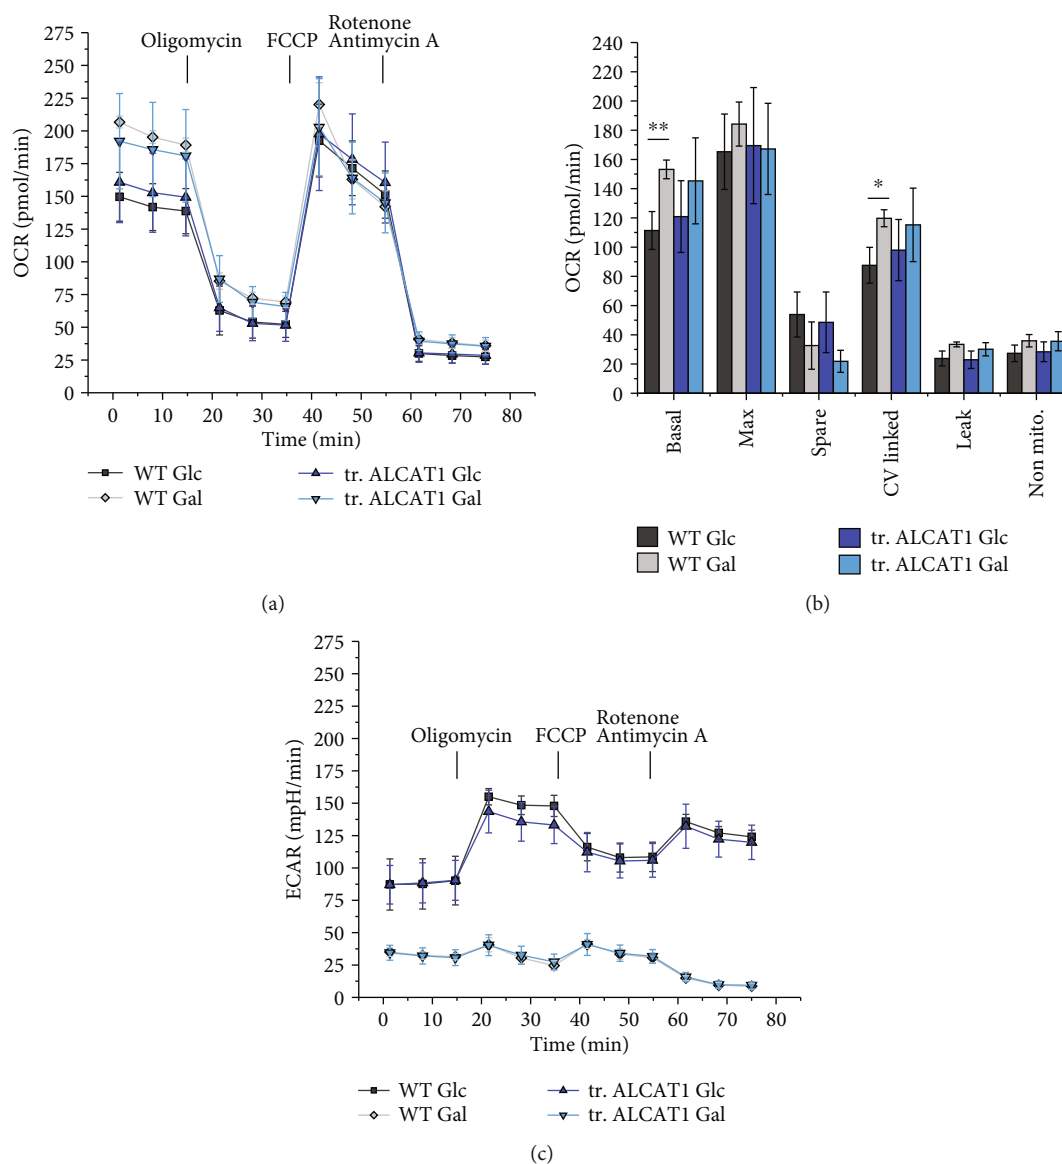 Rotenone
Oligomycin FCCP Antimycin A
OCR (pmol/min)
275
250
225
200
175
150
125
100
75
50
25
0
0 10 20 30 40 50 60 70 80
Time (min)
WT Glc tr. ALCAT1 Glc
WT Gal tr. ALCAT1 Gal
(a)
OCR (pmol/min)
240
220
200
180
160
140
120
100
80
60
40
20
0
**
*
Basal
Max
Spare
CV linked
Leak
Non mito.
WT Glc tr. ALCAT1 Glc
WT Gal tr. ALCAT1 Gal
(b)
ECAR (mpH/min)
275
250
225
200
175
150
125
100
75
50
25
0
Rotenone
Oligomycin FCCP Antimycin A
0 10 20 30 40 50 60 70 80
Time (min)
WT Glc tr. ALCAT1 Glc
WT Gal tr. ALCAT1 Gal
(c)